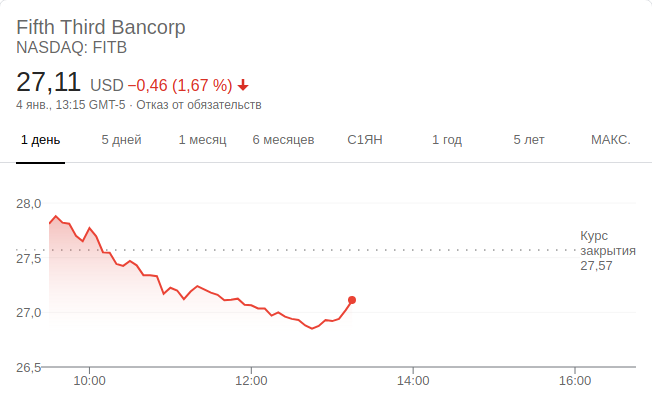 Fifth Third Bancorp
NASDAQ: FITB
27,11 USD −0,46 (1,67 %)
4 янв., 13:15 GMT-5 · Отказ от обязательств
1 день 5 дней 1 месяц 6 месяцев С1ЯН 1 год 5 лет МАКС.
28,0
Курс
закрытия
27,5
27,57
27,0
26,5
10:00 12:00 14:00 16:00